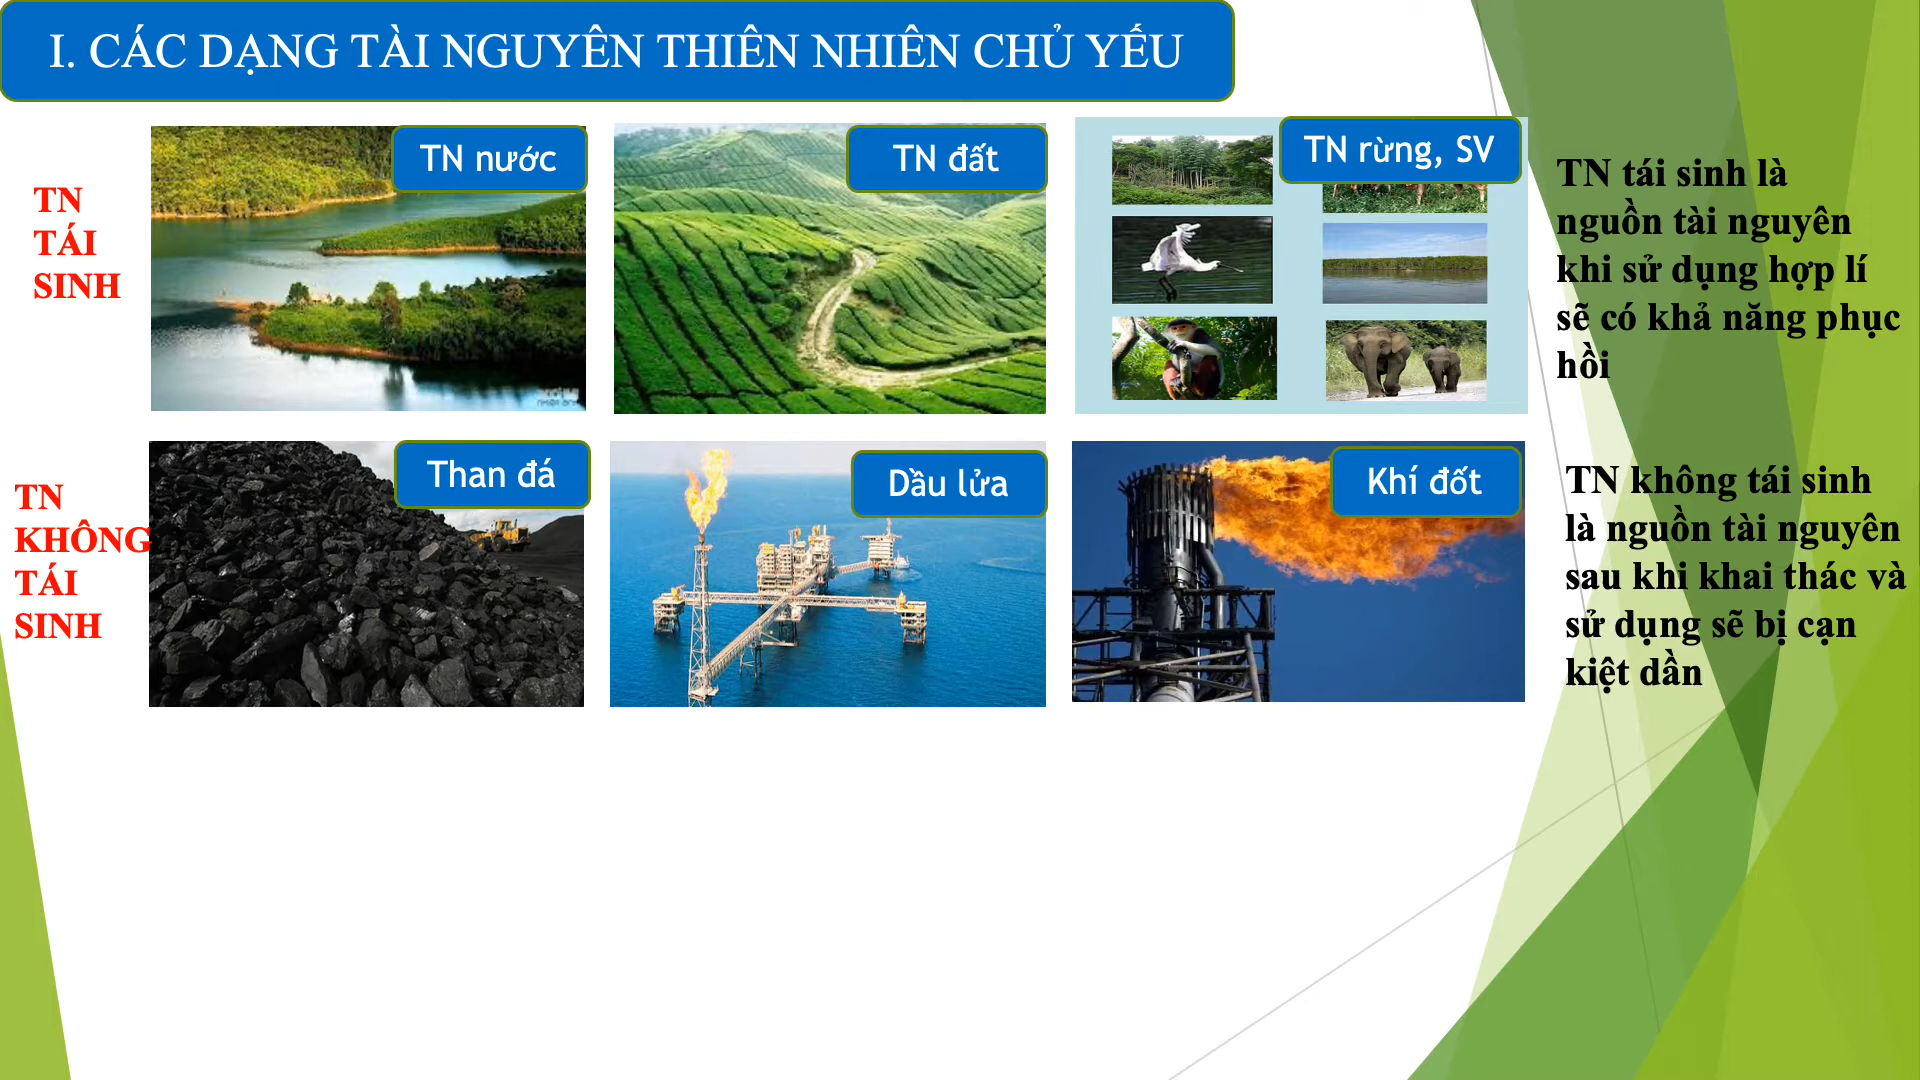 I. CÁC DẠNG TÀI NGUYÊN THIÊN NHIÊN CHỦ YẾU
TN
TÁI
SINH
TN nước
TN đất
TN rừng, SV
TN tái sinh là
nguồn tài nguyên
khi sử dụng hợp lí
sẽ có khả năng phục
hồi
TN
KHÔNG
TÁI
SINH
Than đá
Dầu lửa
Khí đốt
TN không tái sinh
là nguồn tài nguyên
sau khi khai thác và
sử dụng sẽ bị cạn
kiệt dần